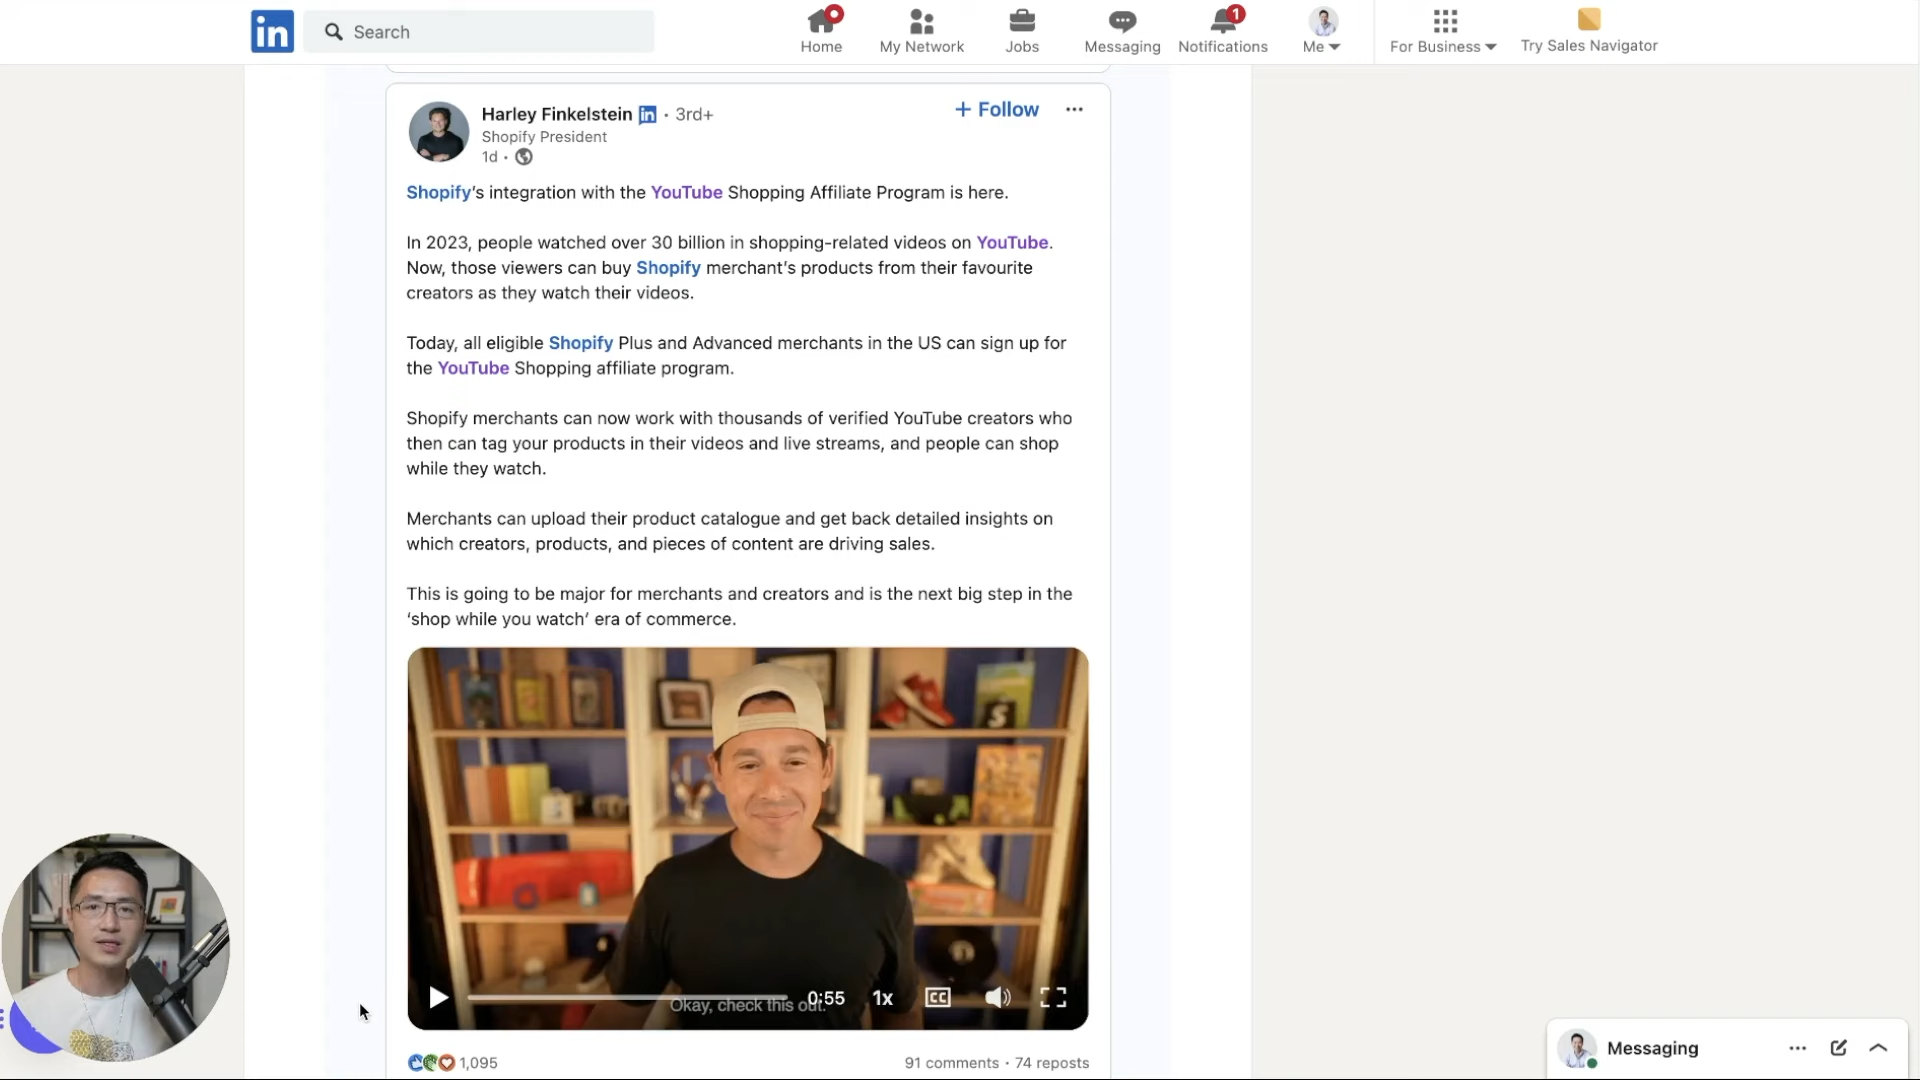 in
Search
Home
My Network
Jobs
Messaging
1
Notifications
Me
For Business
Try Sales Navigator
Harley Finkelstein in • 3rd+
+ Follow
Shopify President
1d •
Shopify's integration with the YouTube Shopping Affiliate Program is here.
In 2023, people watched over 30 billion in shopping-related videos on YouTube.
Now, those viewers can buy Shopify merchant's products from their favourite
creators as they watch their videos.
Today, all eligible Shopify Plus and Advanced merchants in the US can sign up for
the YouTube Shopping affiliate program.
Shopify merchants can now work with thousands of verified YouTube creators who
then can tag your products in their videos and live streams, and people can shop
while they watch.
Merchants can upload their product catalogue and get back detailed insights on
which creators, products, and pieces of content are driving sales.
This is going to be major for merchants and creators and is the next big step in the
‘shop while you watch’ era of commerce.
S
0:55
1x
CC
Okay, check this out.
1,095
91 comments • 74 reposts
Messaging